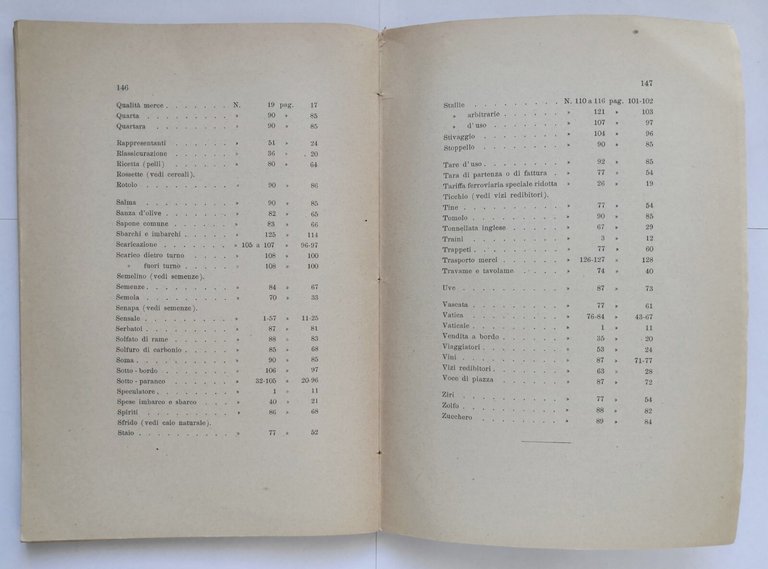 146
Qualità merce . . . . . . . N. 19 pag. 17
Quarta . . . . . . . . . » 90 » 85
Quartara . . . . . . . . » 90 » 85
Rappresentanti . . . . . . » 51 » 24
Riassicurazione . . . . . . » 36 » 20
Ricetta (pelli) . . . . . . » 80 » 64
Rossette (vedi cereali).
Rotolo . . . . . . . . . » 90 » 86
Salma . . . . . . . . . » 90 » 85
Sanza d'olive . . . . . . . » 82 » 65
Sapone comune . . . . . . » 83 » 66
Sbarchi e imbarchi . . . . . » 125 » 114
Scaricazione . . . . . . . » 105 a 107 » 96-97
Scarico dietro turno . . . . » 108 » 100
» fuori turno . . . . . » 108 » 100
Semelino (vedi semenze).
Semenze . . . . . . . . » 84 » 67
Semola . . . . . . . . . » 70 » 33
Senapa (vedi semenze).
Sensale . . . . . . . . . » 1-57 » 11-25
Serbatoi . . . . . . . . » 87 » 81
Solfato di rame . . . . . . » 88 » 83
Solfuro di carbonio . . . . . » 85 » 68
Soma . . . . . . . . . » 90 » 85
Sotto - bordo . . . . . . . » 106 » 97
Sotto - paranco . . . . . . » 32-105 » 20-96
Speculatore . . . . . . . » 1 » 11
Spese imbarco e sbarco . . . » 40 » 21
Spiriti . . . . . . . . . » 86 » 68
Sfrido (vedi calo naturale).
Staio . . . . . . . . . » 77 » 52
147
Stallie . . . . . . . . N. 110 a 116 pag. 101-102
» arbitrarie . . . . . . » 121 » 103
» d'uso . . . . . . . » 107 » 97
Stivaggio . . . . . . . . » 104 » 96
Stoppello . . . . . . . . » 90 » 85
Tare d'uso . . . . . . . . » 92 » 85
Tara di partenza o di fattura . » 77 » 54
Tariffa ferroviaria speciale ridotta » 26 » 19
Ticchio (vedi vizi redibitori).
Tine . . . . . . . . . » 77 » 54
Tomolo . . . . . . . . . » 90 » 85
Tonnellata inglese . . . . . » 67 » 29
Traini . . . . . . . . . » 3 » 12
Trappeti . . . . . . . . » 77 » 60
Trasporto merci . . . . . . » 126-127 » 128
Travame e tavolame . . . . . » 74 » 40
Uve . . . . . . . . . . » 87 » 73
Vascata . . . . . . . . » 77 » 61
Vatica . . . . . . . . . » 76-84 » 43-67
Vaticale . . . . . . . . » 1 » 11
Vendita a bordo . . . . . . » 35 » 20
Viaggiatori . . . . . . . » 53 » 24
Vini . . . . . . . . . » 87 » 71-77
Vizi redibitori . . . . . . » 63 » 28
Voce di piazza . . . . . . » 87 » 72
Ziri . . . . . . . . . . » 77 » 54
Zolfo . . . . . . . . . » 88 » 82
Zucchero . . . . . . . . » 89 » 84